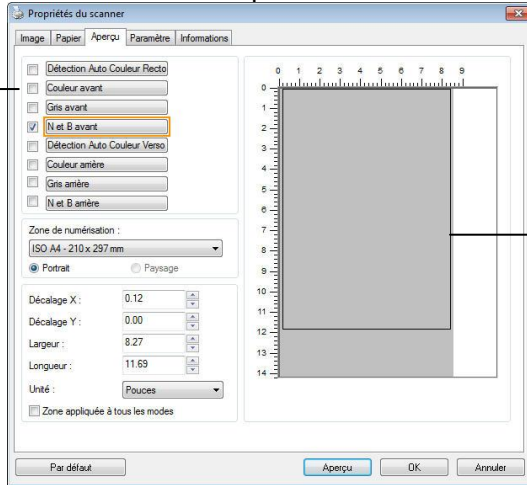 Propriétés du scanner
Image Papier Aperçu Paramètre Informations
Détection Auto Couleur Recto
Couleur avant
Gris avant
N et B avant
Détection Auto Couleur Verso
Couleur arrière
Gris arrière
N et B arrière
Zone de numérisation :
ISO A4 - 210 x 297 mm
Portrait Paysage
Décalage X : 0.12
Décalage Y : 0.00
Largeur : 8.27
Longueur : 11.69
Unité : Pouces
Zone appliquée à tous les modes
0 1 2 3 4 5 6 7 8 9
0
1
2
3
4
5
6
7
8
9
10
11
12
13
14
Par défaut Aperçu OK Annuler